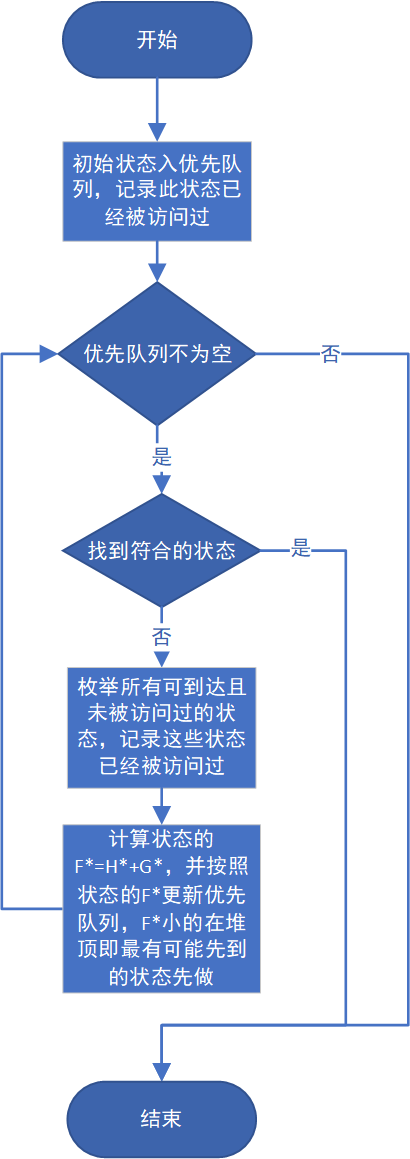 开始
初始状态入优先队
列，记录此状态已
经被访问过
优先队列不为空
否
是
找到符合的状态
是
否
枚举所有可到达且
未被访问过的状
态，记录这些状态
已经被访问过
计算状态的
F*=H*+G*，并按照
状态的F*更新优先
队列，F*小的在堆
顶即最有可能先到
的状态先做
结束